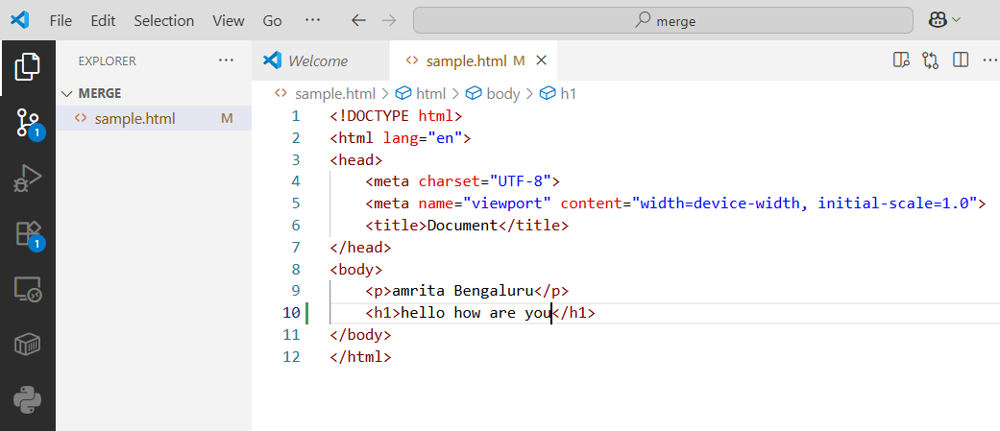 File Edit Selection View Go ··· merge
EXPLORER ···
Welcome sample.html M
MERGE
sample.html M
sample.html > html > body > h1
1 <!DOCTYPE html>
2 <html lang="en">
3 <head>
4 <meta charset="UTF-8">
5 <meta name="viewport" content="width=device-width, initial-scale=1.0">
6 <title>Document</title>
7 </head>
8 <body>
9 <p>amrita Bengaluru</p>
10 <h1>hello how are you</h1>
11 </body>
12 </html>
1
1